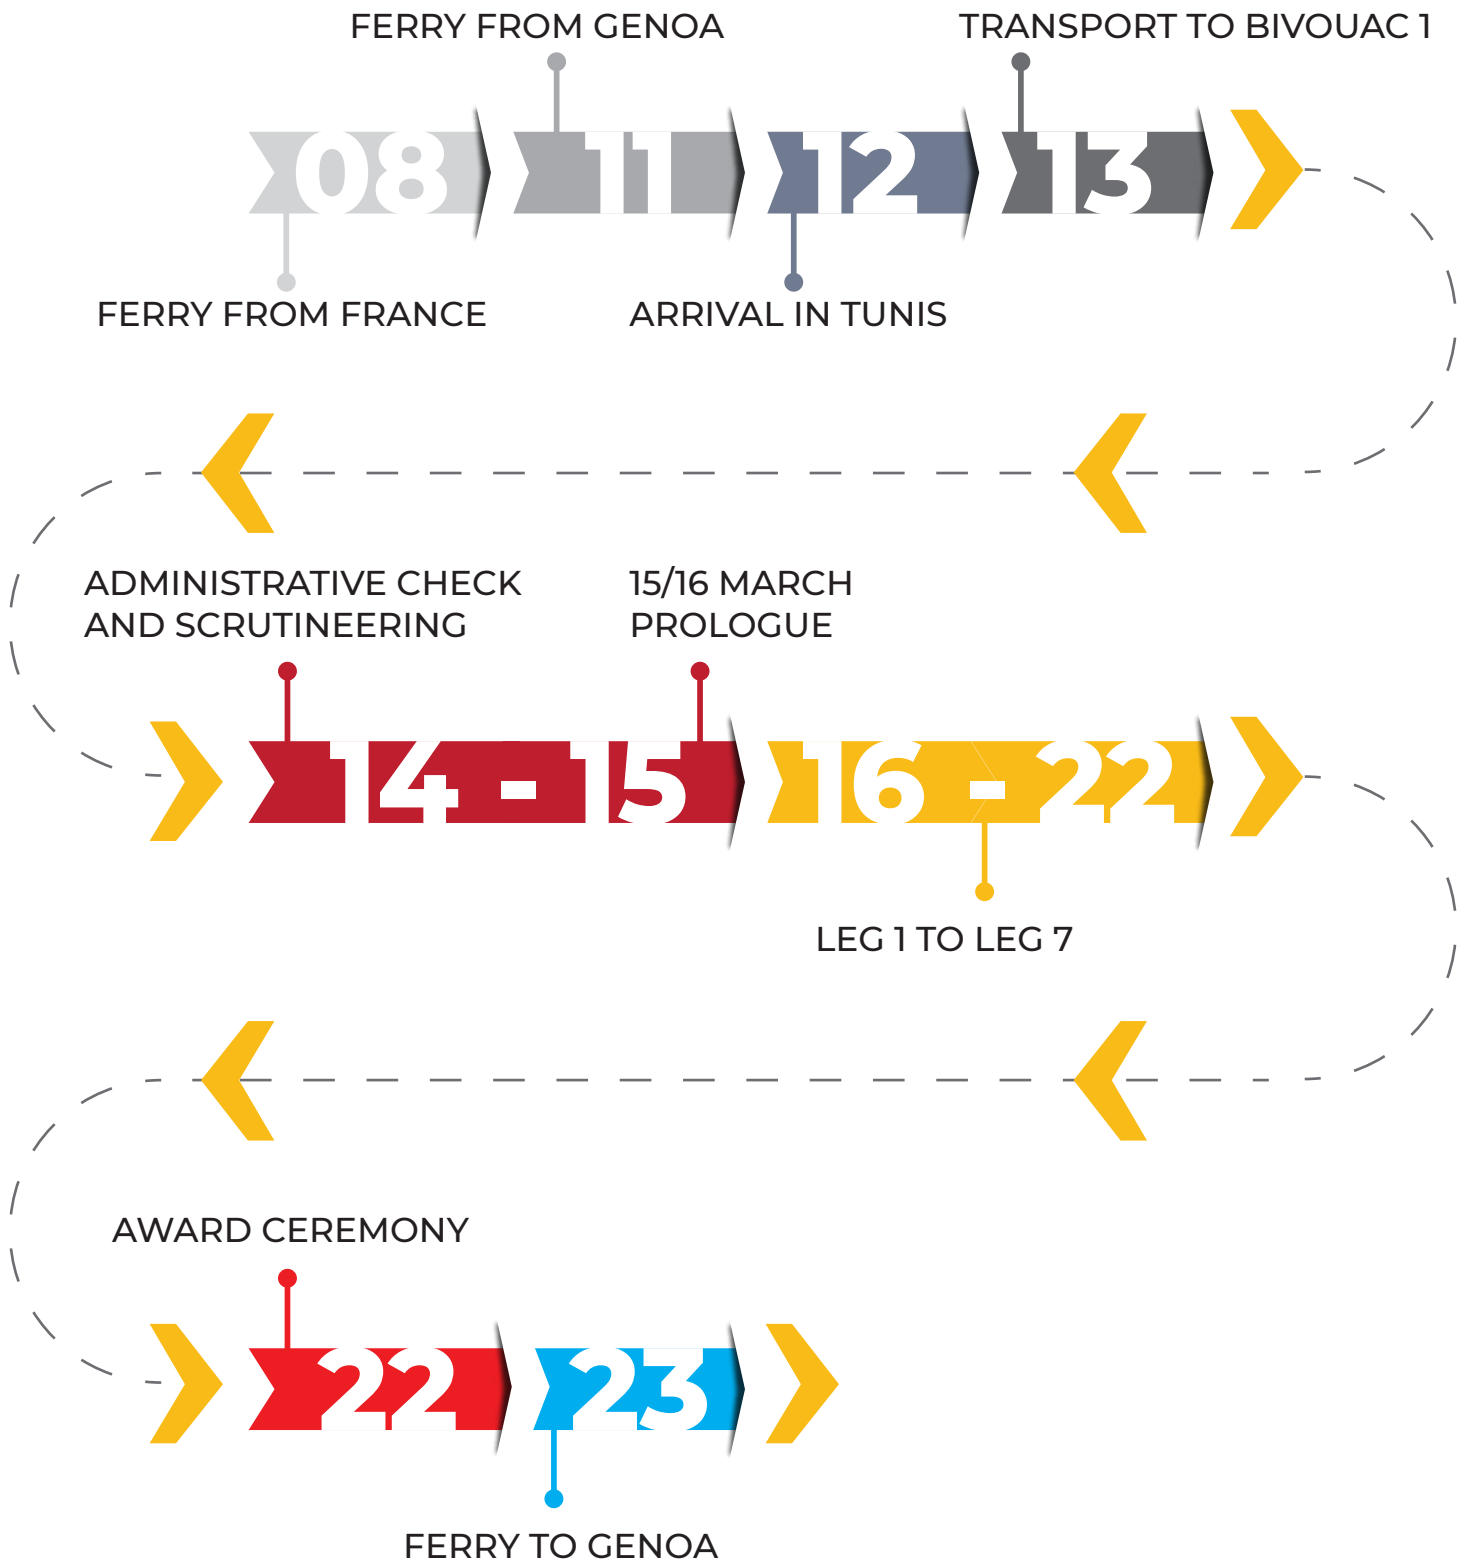 FERRY FROM GENOA
TRANSPORT TO BIVOUAC 1
08
11
12
13
FERRY FROM FRANCE
ARRIVAL IN TUNIS
ADMINISTRATIVE CHECK
AND SCRUTINEERING
15/16 MARCH
PROLOGUE
14 - 15
16 - 22
LEG 1 TO LEG 7
AWARD CEREMONY
22
23
FERRY TO GENOA